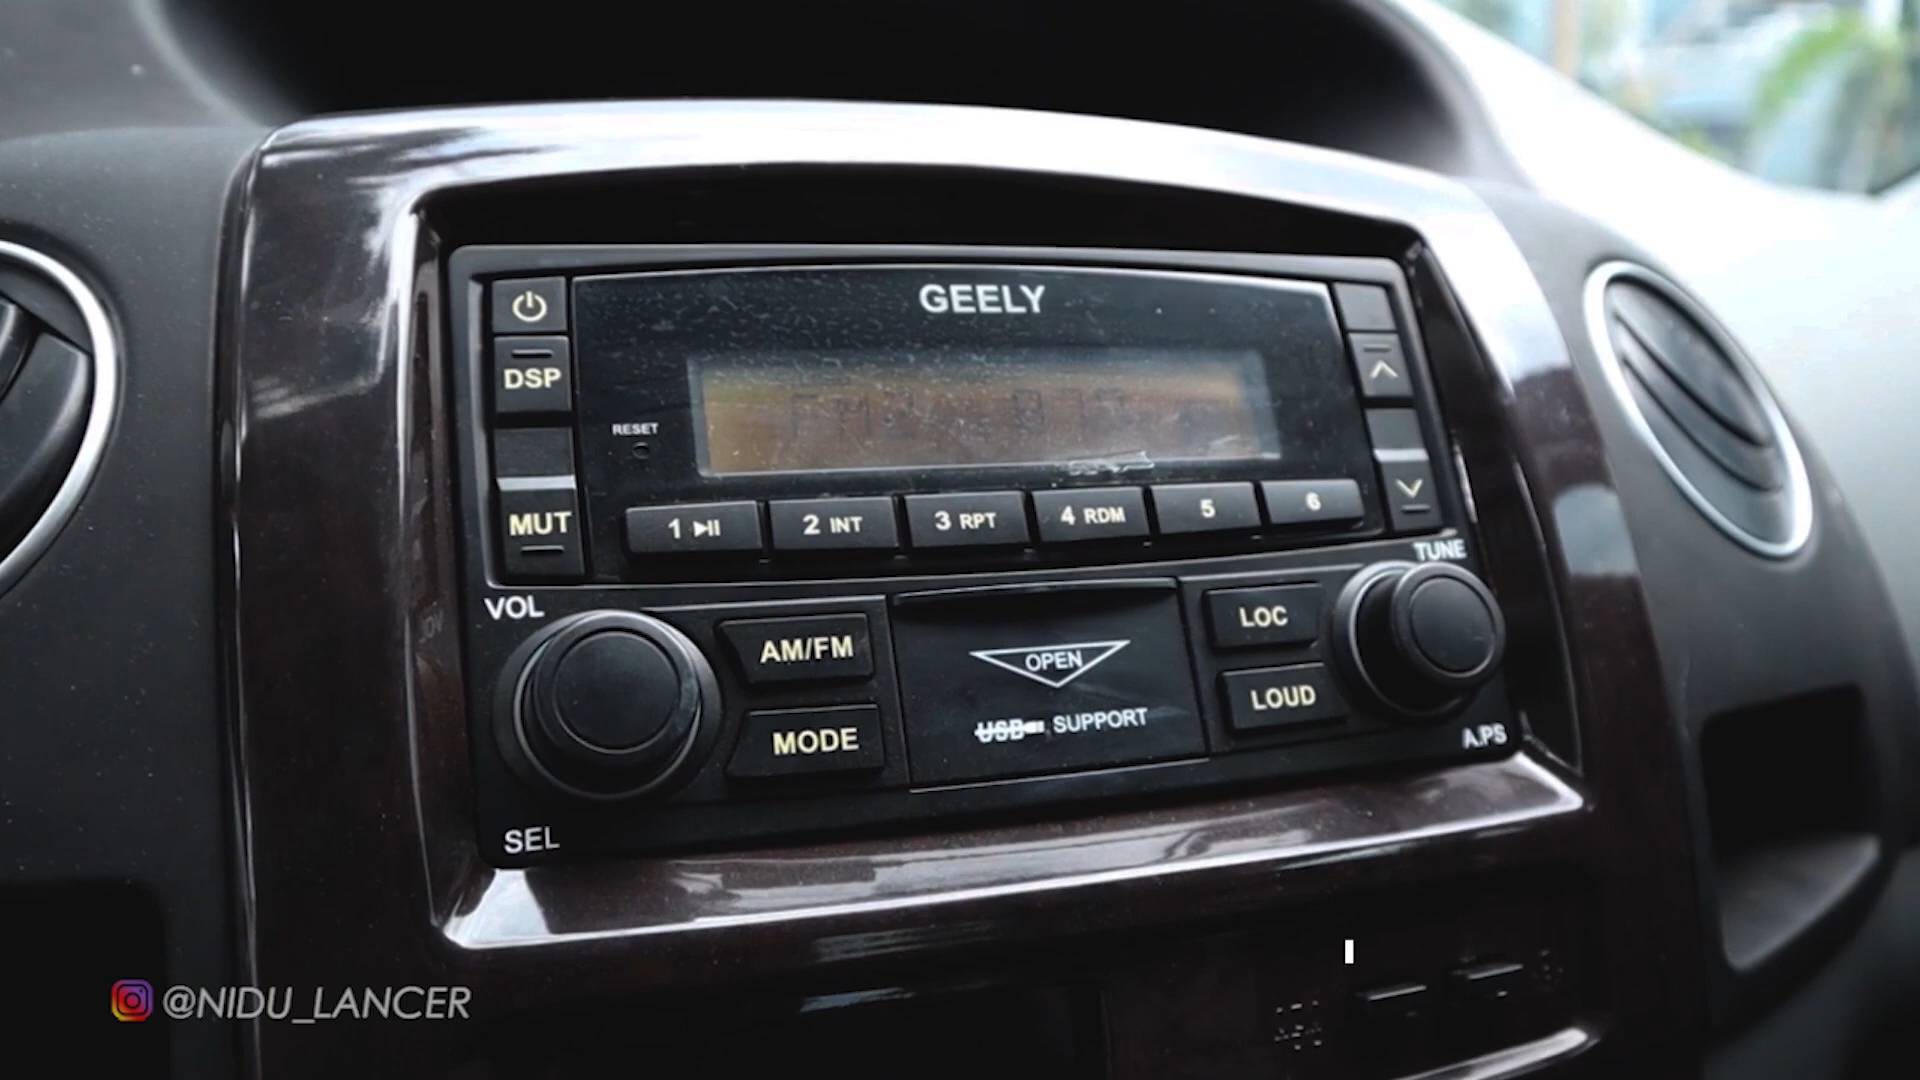 GEELY
DSP
RESET
MUT
1
2 INT
3 RPT
4 RDM
5
6
TUNE
VOL
AM/FM
MODE
OPEN
USB SUPPORT
LOC
LOUD
A.PS
SEL
@NIDU_LANCER